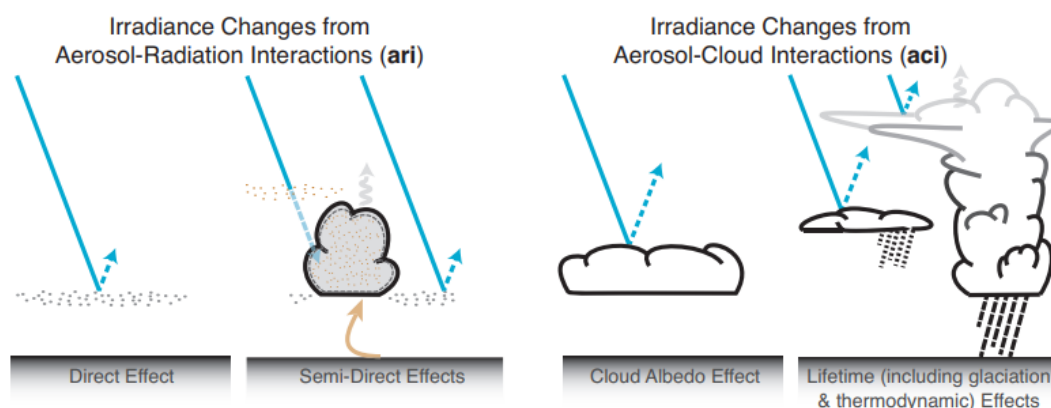 Irradiance Changes from
Aerosol-Radiation Interactions (ari)
Irradiance Changes from
Aerosol-Cloud Interactions (aci)
Direct Effect
Semi-Direct Effects
Cloud Albedo Effect
Lifetime (including glaciation
& thermodynamic) Effects